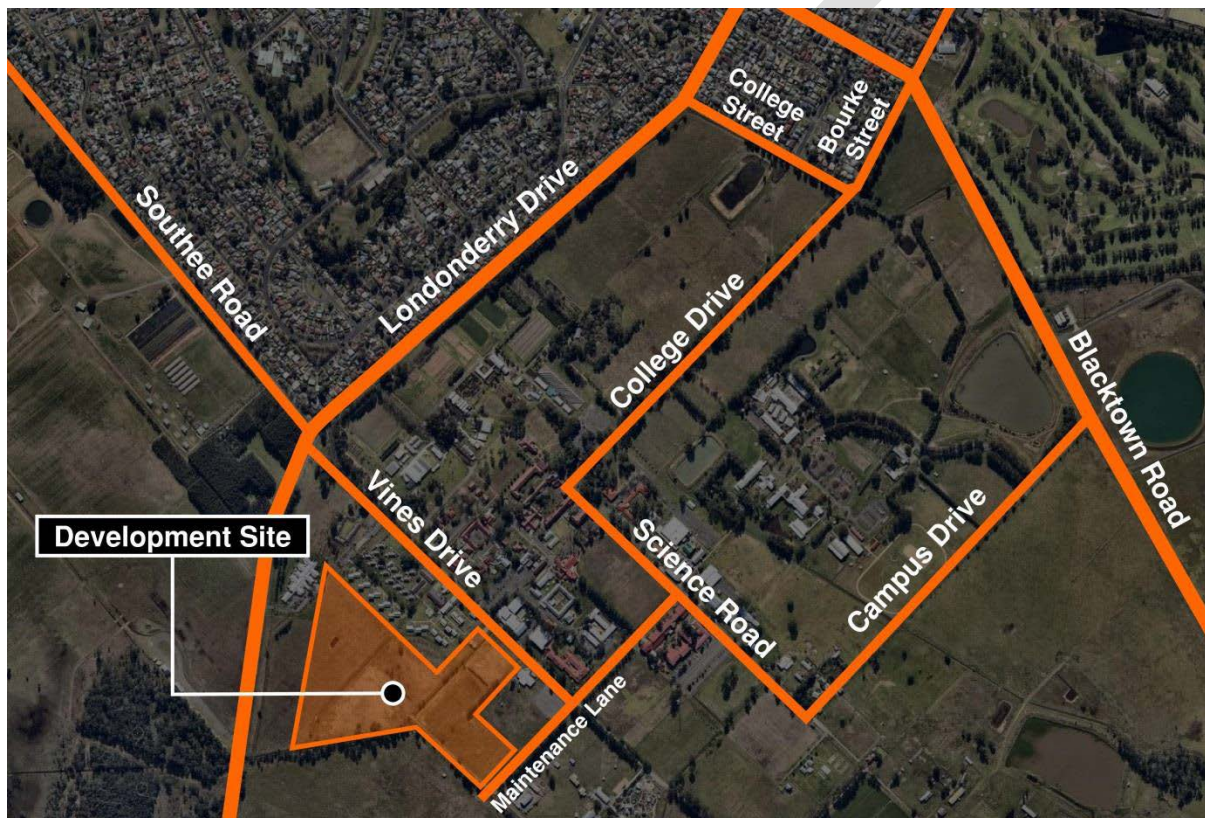 College
Street
Bourke
Street
Southee Road
Londonderry Drive
College Drive
Blacktown Road
Vines Drive
Development Site
Science Road
Campus Drive
Maintenance Lane